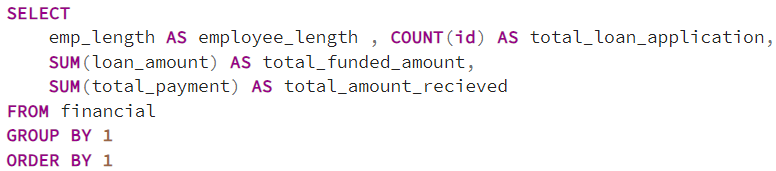 SELECT
emp_length AS employee_length , COUNT(id) AS total_loan_application,
SUM(loan_amount) AS total_funded_amount,
SUM(total_payment) AS total_amount_recieved
FROM financial
GROUP BY 1
ORDER BY 1